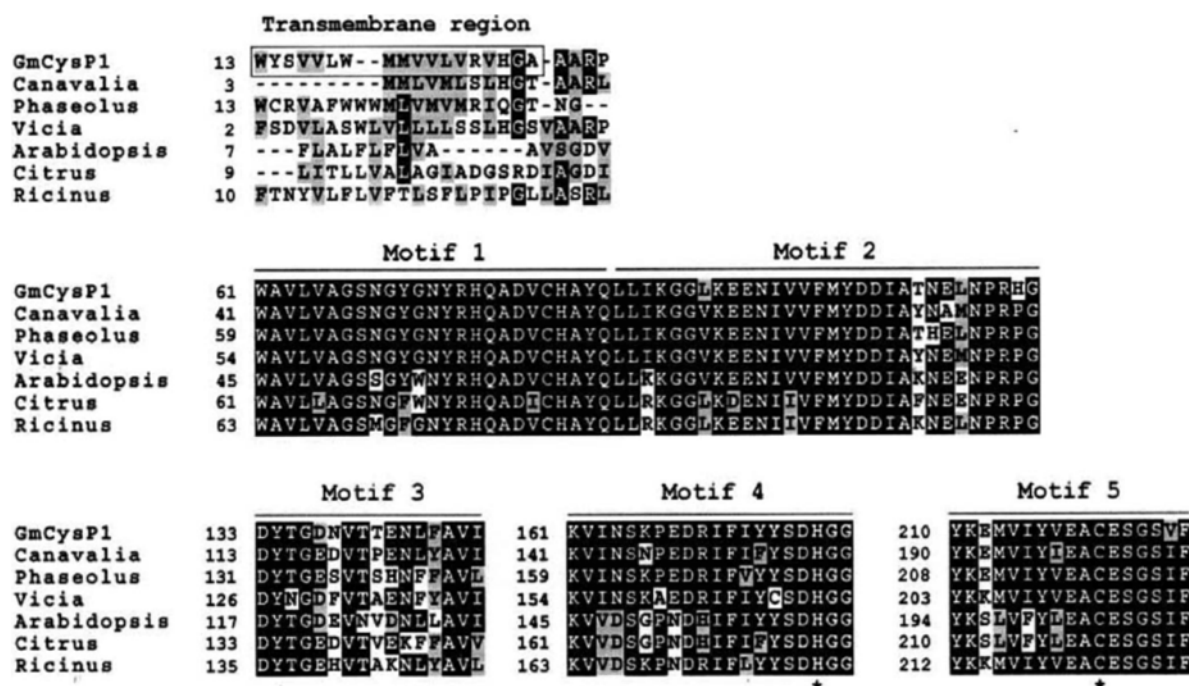 Transmembrane region
GmCysP1 13 WYSVVLW--MMVVLVRVHGA-AARP
Canavalia 3 ---------MMLVMLSLHGT-AARL
Phaseolus 13 WCRVAFWWWMLVMVMRIQGT-NG--
Vicia 2 FSDVLASWLVLLLLSSLHGSVAARP
Arabidopsis 7 ---FLALFLFLVA------AVSGDV
Citrus 9 ---LITLLVALAGIADGSRDIAGDI
Ricinus 10 FTNYVLFLVFTLSFLPIPGLLASRL
Motif 1 Motif 2
GmCysP1 61 WAVLVAGSNGYGNYRHQADVCHAYQLLIKGGLKEENIVVFMYDDIATNELNPRHG
Canavalia 41 WAVLVAGSNGYGNYRHQADVCHAYQLLIKGGVKEENIVVFMYDDIAYNAMNPRPG
Phaseolus 59 WAVLVAGSNGYGNYRHQADVCHAYQLLIKGGVKEENIVVFMYDDIATHELNPRPG
Vicia 54 WAVLVAGSNGYGNYRHQADVCHAYQLLIKGGVKEENIVVFMYDDIAYNEMNPRPG
Arabidopsis 45 WAVLVAGSSGYWNYRHQADVCHAYQLLKKGGVKEENIVVFMYDDIAKNEENPRPG
Citrus 61 WAVLLAGSNGFWNYRHQADICHAYQLLRKGGLKDENIIVFMYDDIAFNEENPRPG
Ricinus 63 WAVLVAGSMGFGNYRHQADVCHAYQLLRKGGLKEENIIVFMYDDIAKNELNPRPG
Motif 3 Motif 4 Motif 5
GmCysP1 133 DYTGDNVTTENLFAVI 161 KVINSKPEDRIFIYYSDHGG 210 YKEMVIYVEACESGSVF
Canavalia 113 DYTGEDVTPENLYAVI 141 KVINSNPEDRIFIFYSDHGG 190 YKEMVIYIEACESGSIF
Phaseolus 131 DYTGESVTSHNFFAVL 159 KVINSKPEDRIFVYYSDHGG 208 YKEMVIYVEACESGSIF
Vicia 126 DYNGDFVTAENFYAVI 154 KVINSKAEDRIFIYCSDHGG 203 YKKMVIYVEACESGSIF
Arabidopsis 117 DYTGDEVNVDNLLAVI 145 KVVDSGPNDHIFIYYSDHGG 194 YKSLVFYLEACESGSIF
Citrus 133 DYTGEDVTVEKFFAVV 161 KVVDSGPNDRIFIFYSDHGG 210 YKSLVFYLEACESGSIF
Ricinus 135 DYTGEHVTAKNLYAVL 163 KVVDSKPNDRIFLYYSDHGG 212 YKKMVIYVEACESGSIF
* *